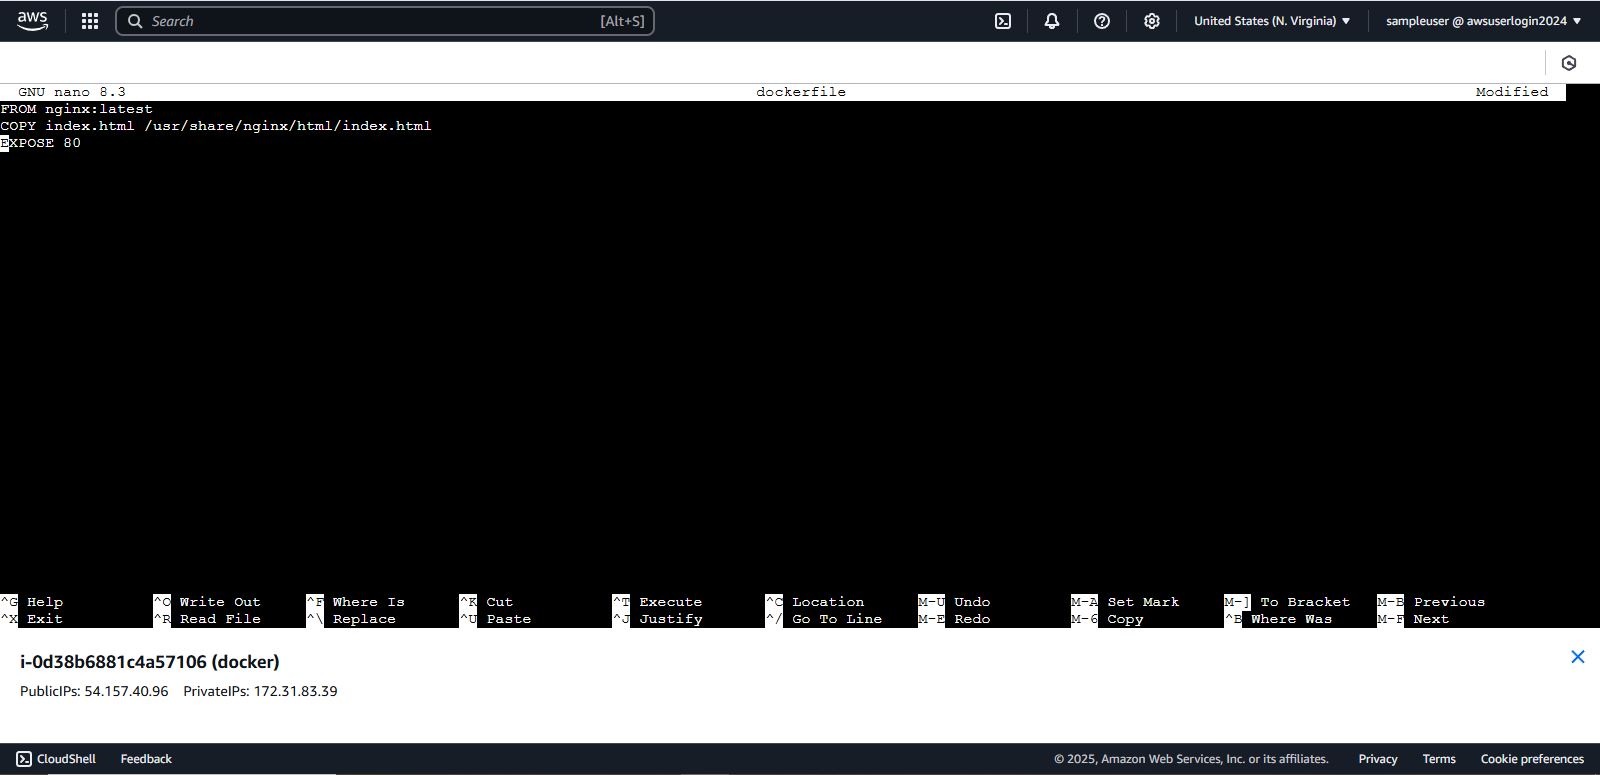 aws Search [Alt+S] United States (N. Virginia) ▼ sampleuser @ awsuserlogin2024 ▼
GNU nano 8.3 dockerfile Modified
FROM nginx:latest
COPY index.html /usr/share/nginx/html/index.html
EXPOSE 80
^G Help ^O Write Out ^F Where Is ^K Cut ^T Execute ^C Location M-U Undo M-A Set Mark M-] To Bracket M-B Previous
^X Exit ^R Read File ^\ Replace ^U Paste ^J Justify ^/ Go To Line M-E Redo M-6 Copy ^B Where Was M-F Next
i-0d38b6881c4a57106 (docker)
PublicIPs: 54.157.40.96 PrivateIPs: 172.31.83.39
CloudShell Feedback © 2025, Amazon Web Services, Inc. or its affiliates. Privacy Terms Cookie preferences